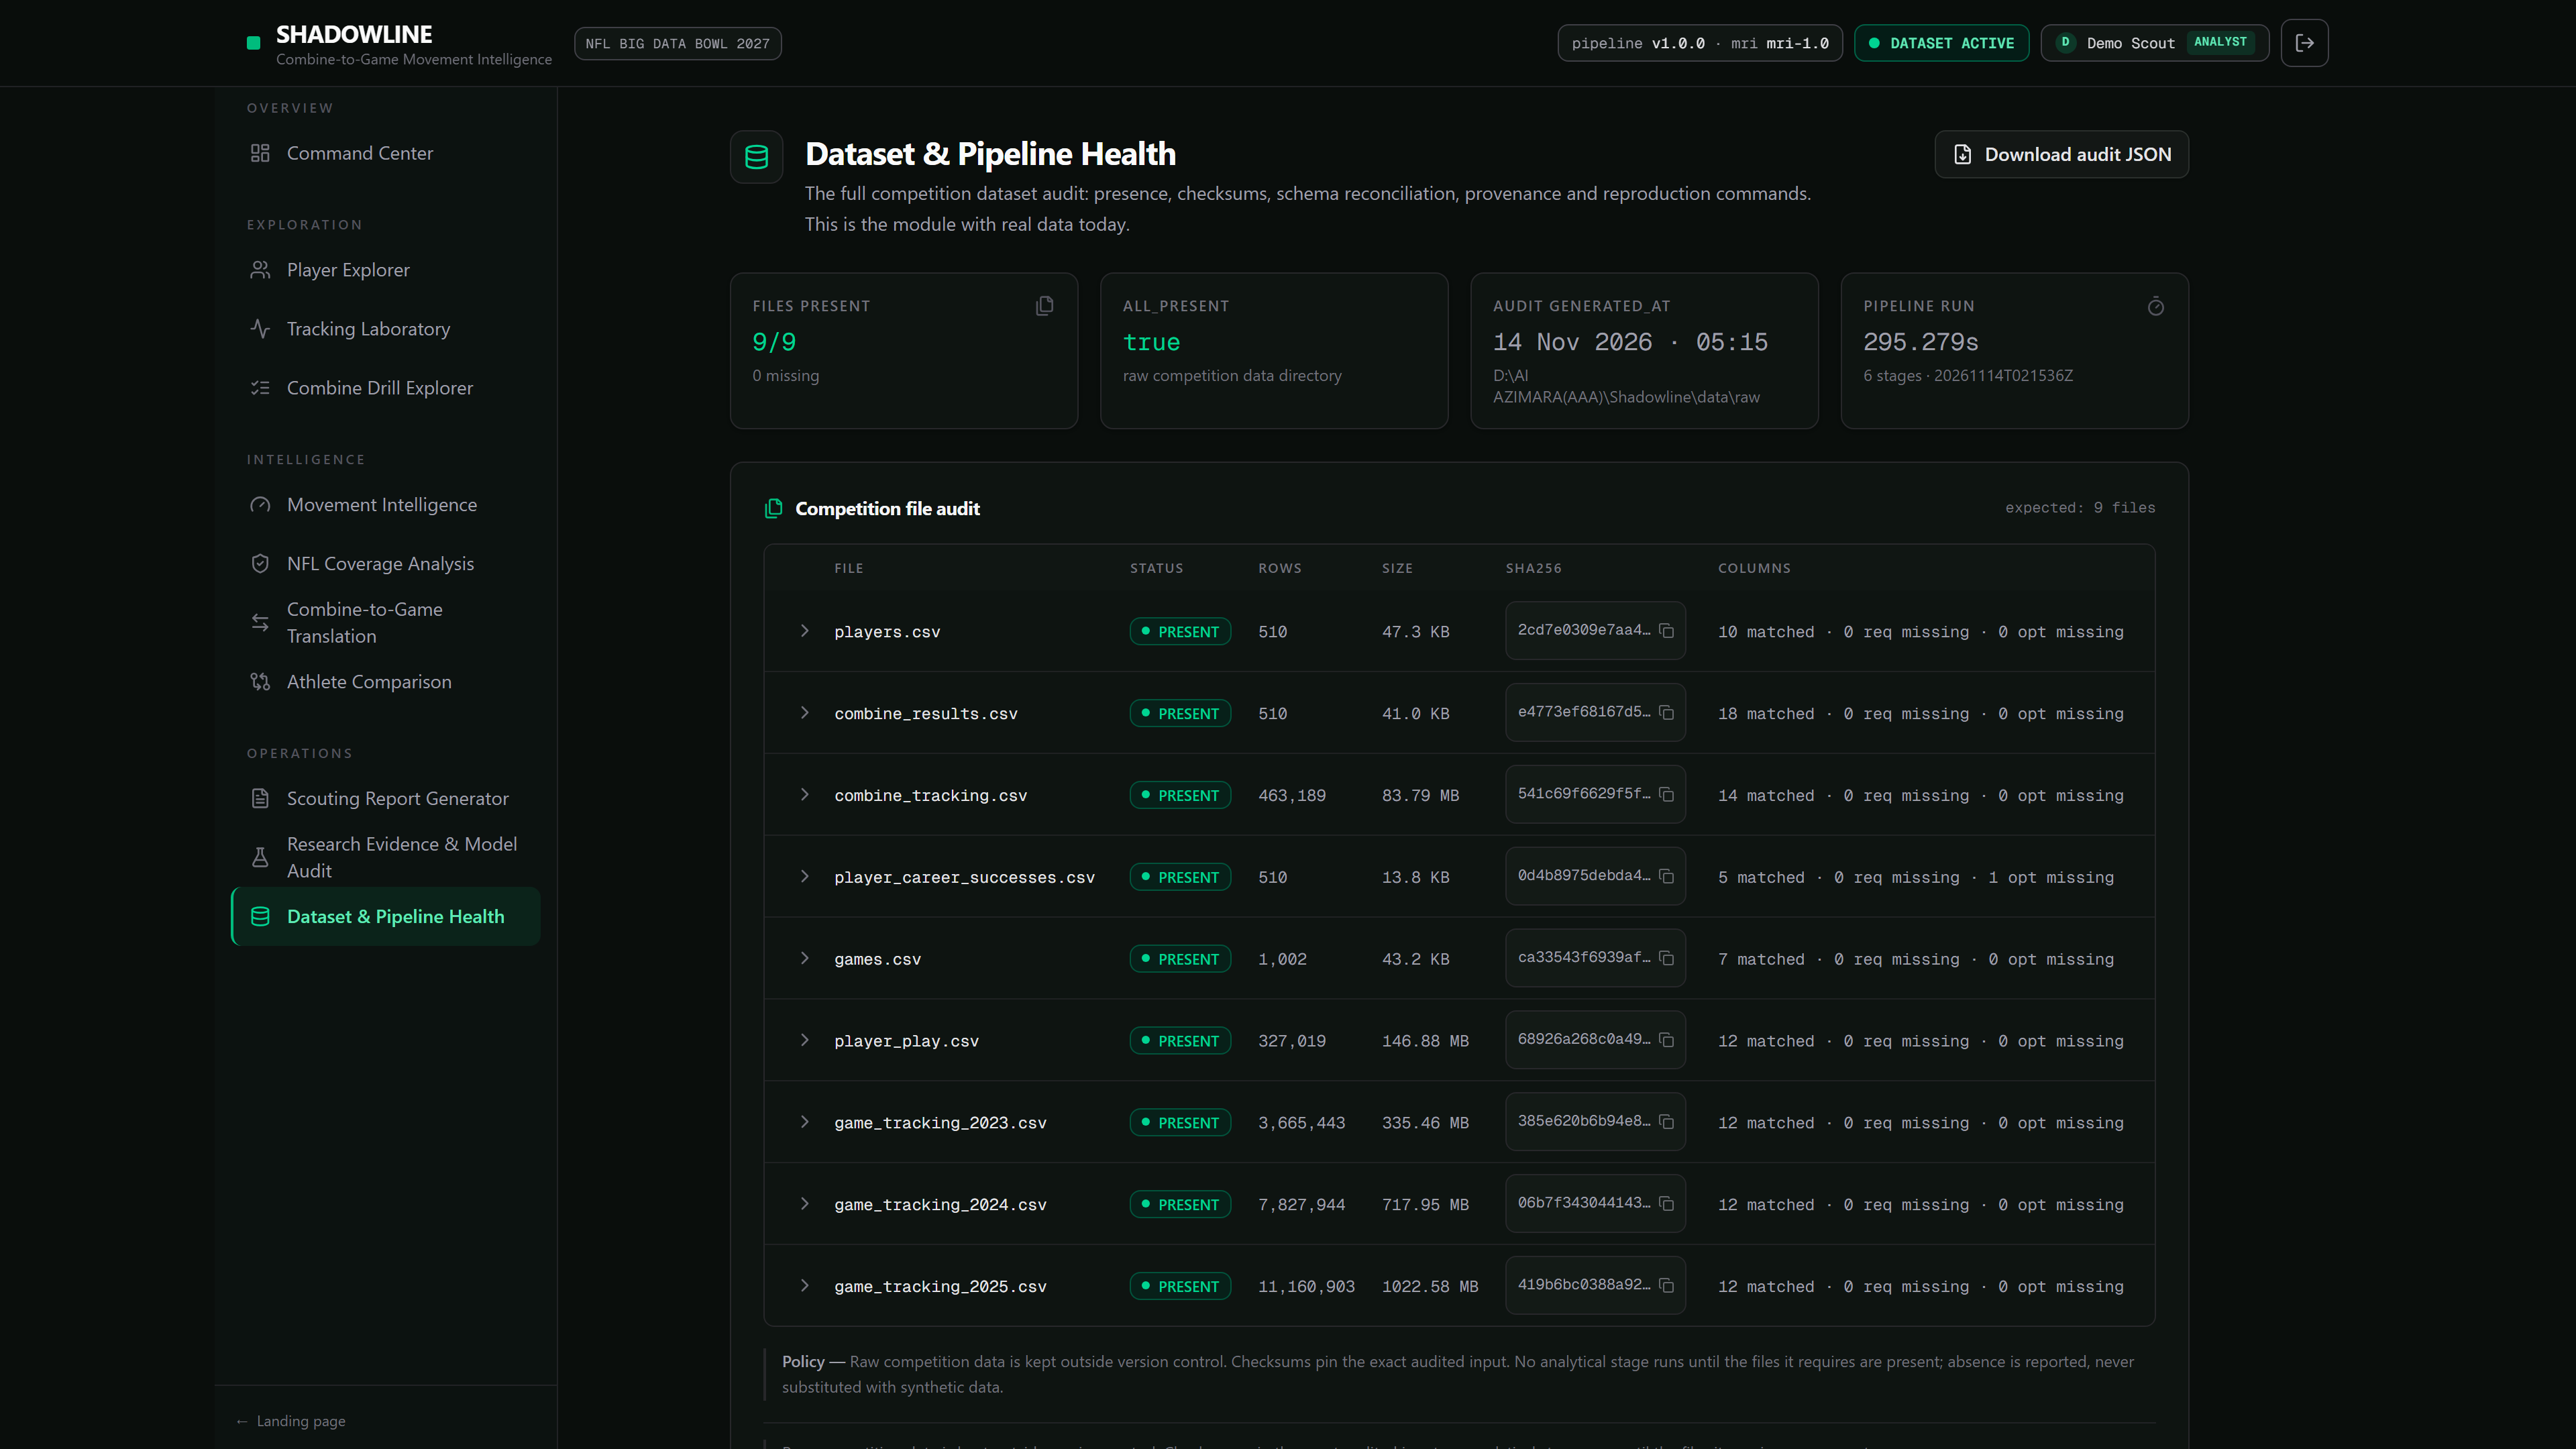 SHADOWLINE
Combine-to-Game Movement Intelligence
NFL BIG DATA BOWL 2027
pipeline v1.0.0 · mri mri-1.0
DATASET ACTIVE
D Demo Scout ANALYST
OVERVIEW
Command Center
EXPLORATION
Player Explorer
Tracking Laboratory
Combine Drill Explorer
INTELLIGENCE
Movement Intelligence
NFL Coverage Analysis
Combine-to-Game
Translation
Athlete Comparison
OPERATIONS
Scouting Report Generator
Research Evidence & Model
Audit
Dataset & Pipeline Health
← Landing page
Dataset & Pipeline Health
The full competition dataset audit: presence, checksums, schema reconciliation, provenance and reproduction commands.
This is the module with real data today.
Download audit JSON
FILES PRESENT
9/9
0 missing
ALL_PRESENT
true
raw competition data directory
AUDIT GENERATED_AT
14 Nov 2026 · 05:15
D:\AI
AZIMARA(AAA)\Shadowline\data\raw
PIPELINE RUN
295.279s
6 stages · 20261114T021536Z
Competition file audit
expected: 9 files
FILE STATUS ROWS SIZE SHA256 COLUMNS
players.csv PRESENT 510 47.3 KB 2cd7e0309e7aa4… 10 matched · 0 req missing · 0 opt missing
combine_results.csv PRESENT 510 41.0 KB e4773ef68167d5… 18 matched · 0 req missing · 0 opt missing
combine_tracking.csv PRESENT 463,189 83.79 MB 541c69f6629f5f… 14 matched · 0 req missing · 0 opt missing
player_career_successes.csv PRESENT 510 13.8 KB 0d4b8975debda4… 5 matched · 0 req missing · 1 opt missing
games.csv PRESENT 1,002 43.2 KB ca33543f6939af… 7 matched · 0 req missing · 0 opt missing
player_play.csv PRESENT 327,019 146.88 MB 68926a268c0a49… 12 matched · 0 req missing · 0 opt missing
game_tracking_2023.csv PRESENT 3,665,443 335.46 MB 385e620b6b94e8… 12 matched · 0 req missing · 0 opt missing
game_tracking_2024.csv PRESENT 7,827,944 717.95 MB 06b7f343044143… 12 matched · 0 req missing · 0 opt missing
game_tracking_2025.csv PRESENT 11,160,903 1022.58 MB 419b6bc0388a92… 12 matched · 0 req missing · 0 opt missing
Policy — Raw competition data is kept outside version control. Checksums pin the exact audited input. No analytical stage runs until the files it requires are present; absence is reported, never
substituted with synthetic data.